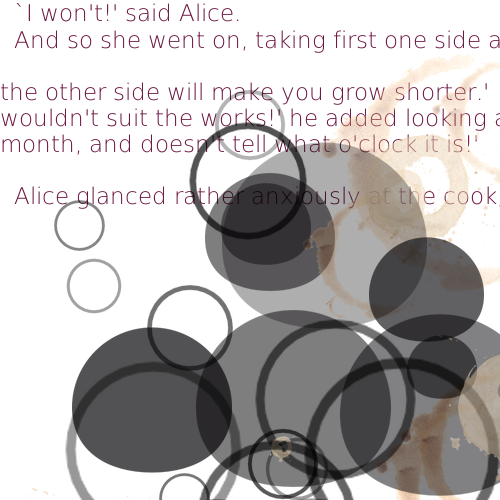 `I won't!' said Alice.
And so she went on, taking first one side a
the other side will make you grow shorter.'
wouldn't suit the works!' he added looking a
month, and doesn't tell what o'clock it is!'
Alice glanced rather anxiously at the cook,